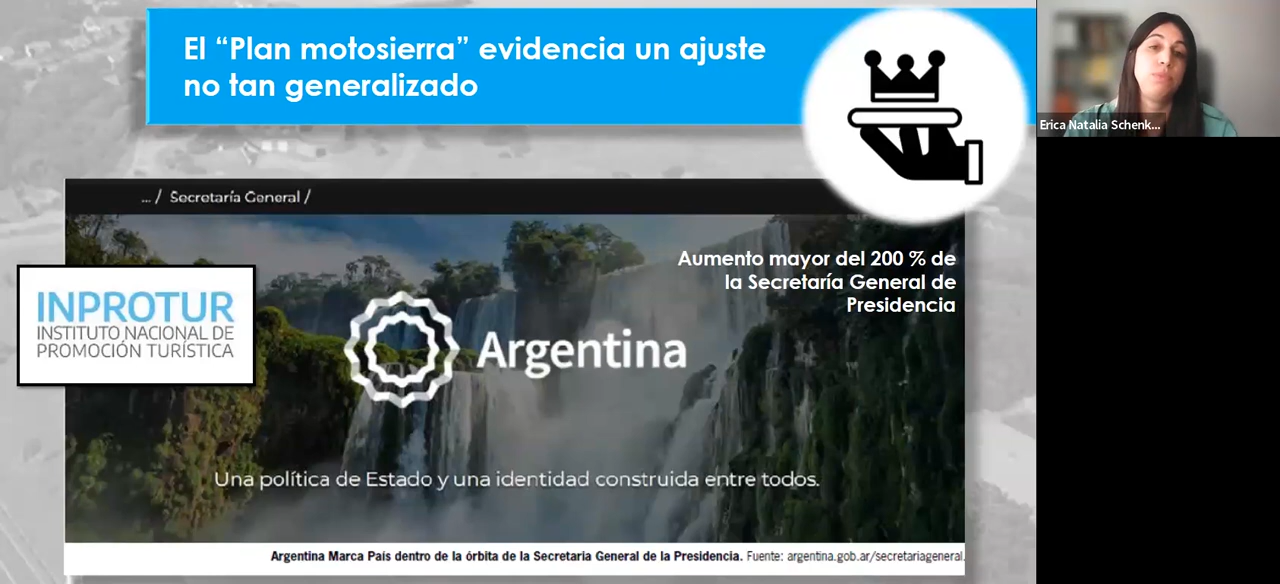 El “Plan motosierra” evidencia un ajuste
no tan generalizado
Erica Natalia Schenk...
... / Secretaría General /
Aumento mayor del 200 % de
la Secretaría General de
Presidencia
INPROTUR
INSTITUTO NACIONAL DE
PROMOCIÓN TURÍSTICA
Argentina
Una política de Estado y una identidad construida entre todos.
Argentina Marca País dentro de la órbita de la Secretaria General de la Presidencia. Fuente: argentina.gob.ar/secretariageneral.